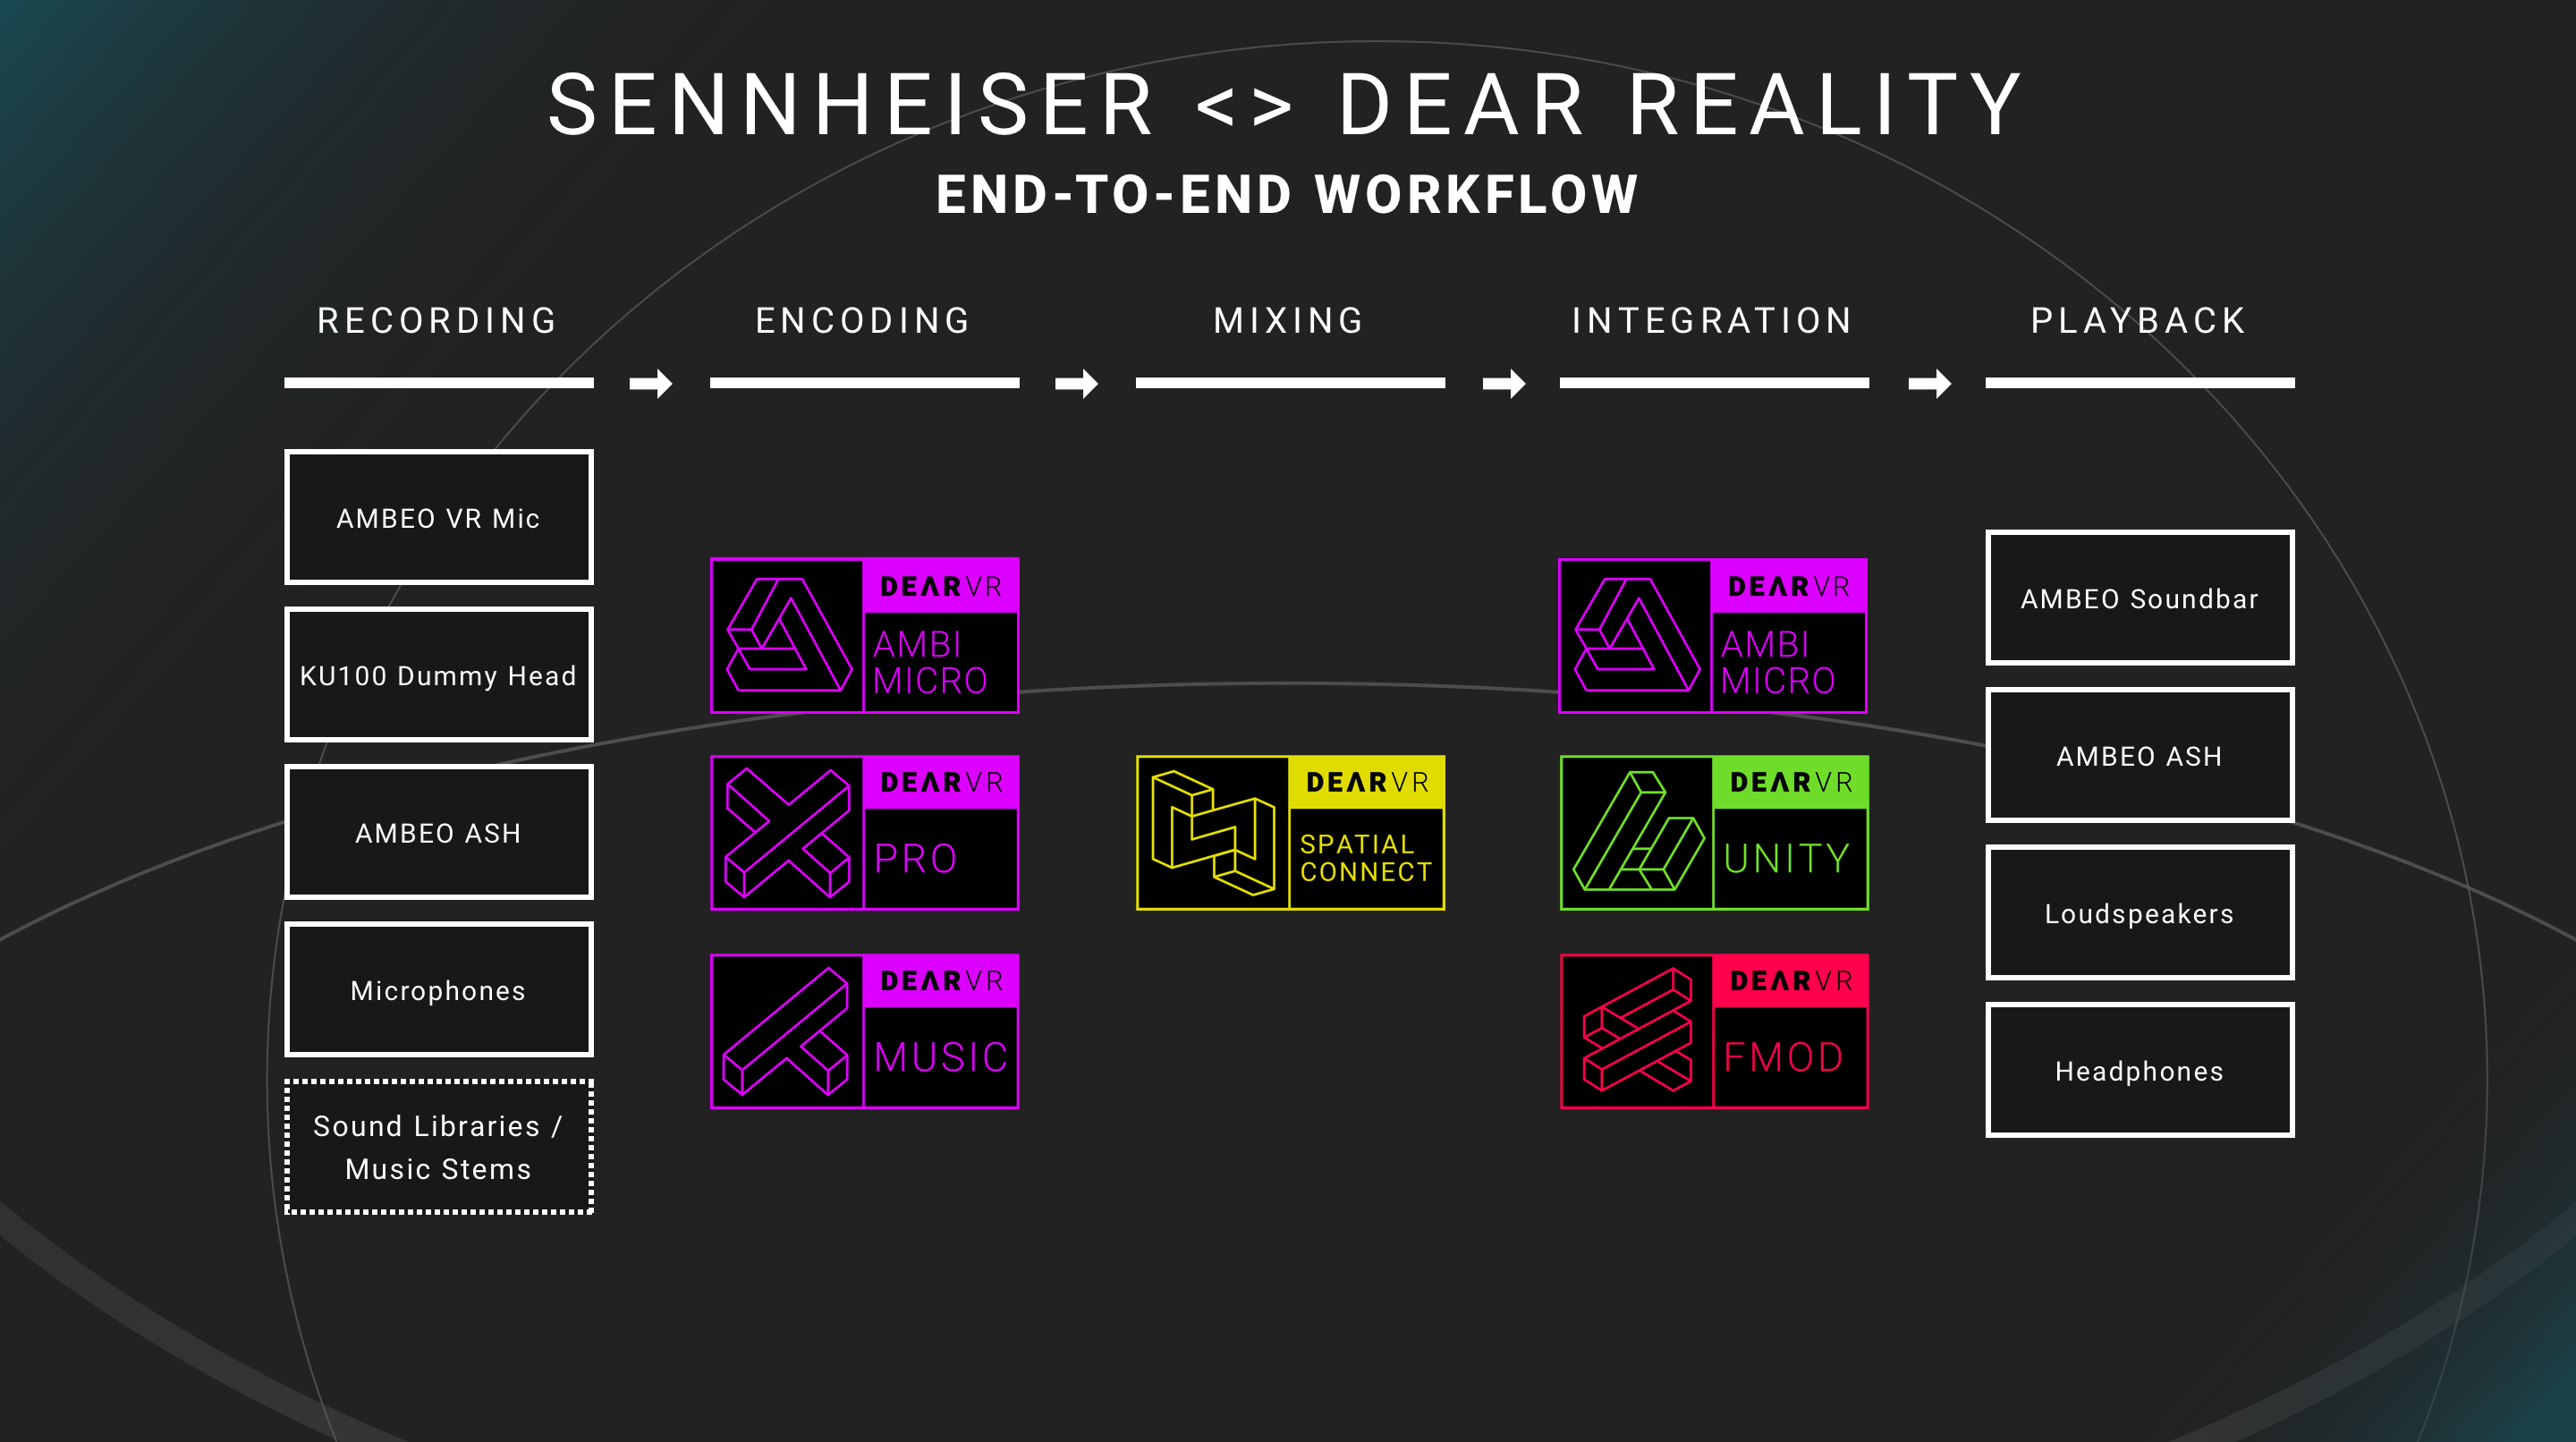 SENNHEISER <> DEAR REALITY
END-TO-END WORKFLOW
RECORDING
ENCODING
MIXING
INTEGRATION
PLAYBACK
AMBEO VR Mic
KU100 Dummy Head
AMBEO ASH
Microphones
Sound Libraries /
Music Stems
DEARVR
AMBI
MICRO
DEARVR
PRO
DEARVR
MUSIC
DEARVR
SPATIAL
CONNECT
DEARVR
AMBI
MICRO
DEARVR
UNITY
DEARVR
FMOD
AMBEO Soundbar
AMBEO ASH
Loudspeakers
Headphones